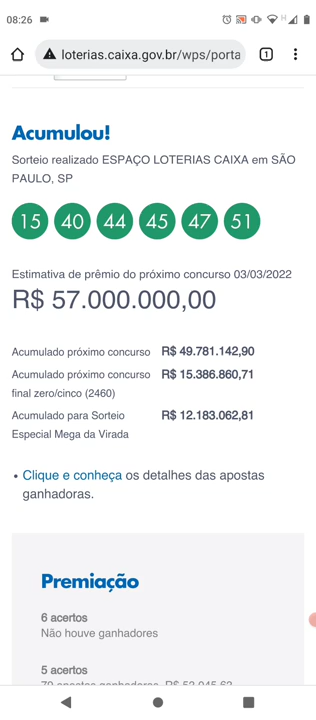 08:26
loterias.caixa.gov.br/wps/porta
1
Acumulou!
Sorteio realizado ESPAÇO LOTERIAS CAIXA em SÃO
PAULO, SP
15 40 44 45 47 51
Estimativa de prêmio do próximo concurso 03/03/2022
R$ 57.000.000,00
Acumulado próximo concurso R$ 49.781.142,90
Acumulado próximo concurso R$ 15.386.860,71
final zero/cinco (2460)
Acumulado para Sorteio R$ 12.183.062,81
Especial Mega da Virada
• Clique e conheça os detalhes das apostas
ganhadoras.
Premiação
6 acertos
Não houve ganhadores
5 acertos
apostas ganhadoras, R$